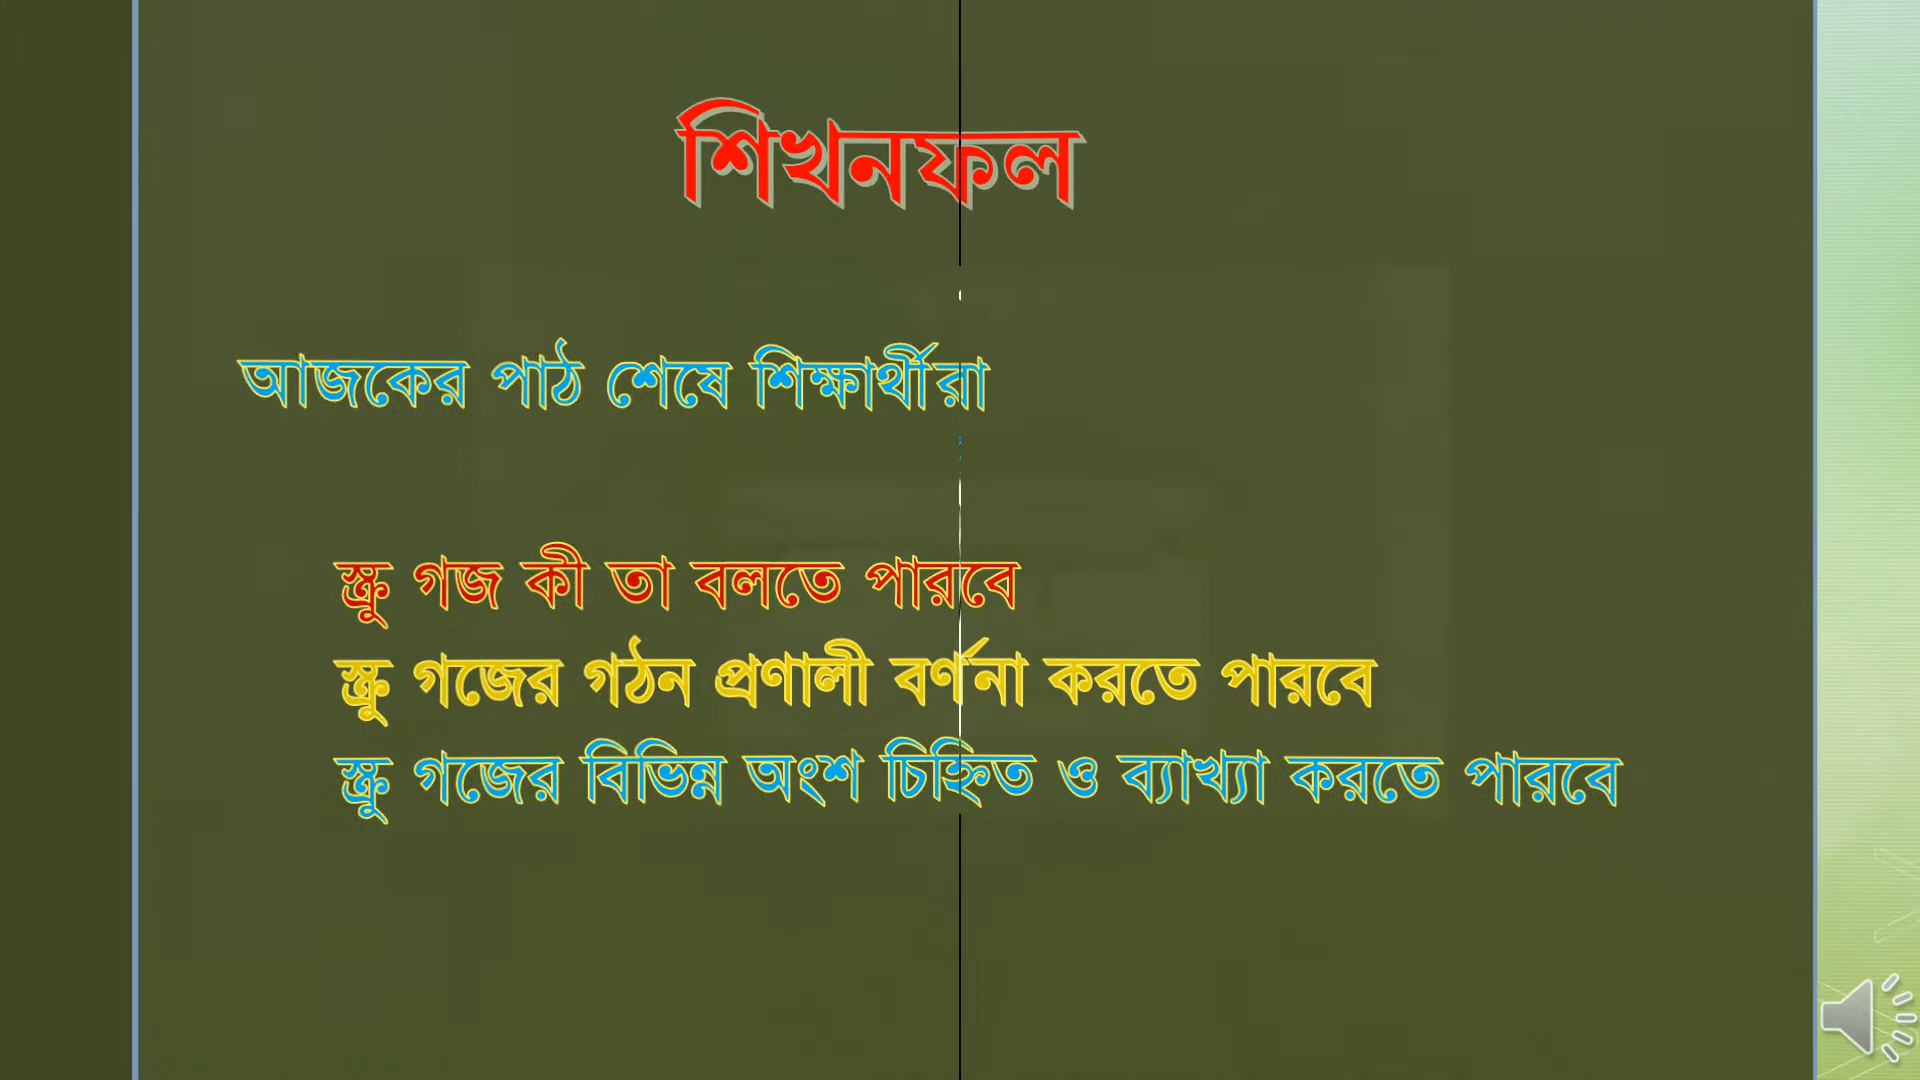 শিখনফল
আজকের পাঠ শেষে শিক্ষার্থীরা
স্ক্রু গজ কী তা বলতে পারবে
স্ক্রু গজের গঠন প্রণালী বর্ণনা করতে পারবে
স্ক্রু গজের বিভিন্ন অংশ চিহ্নিত ও ব্যাখ্যা করতে পারবে